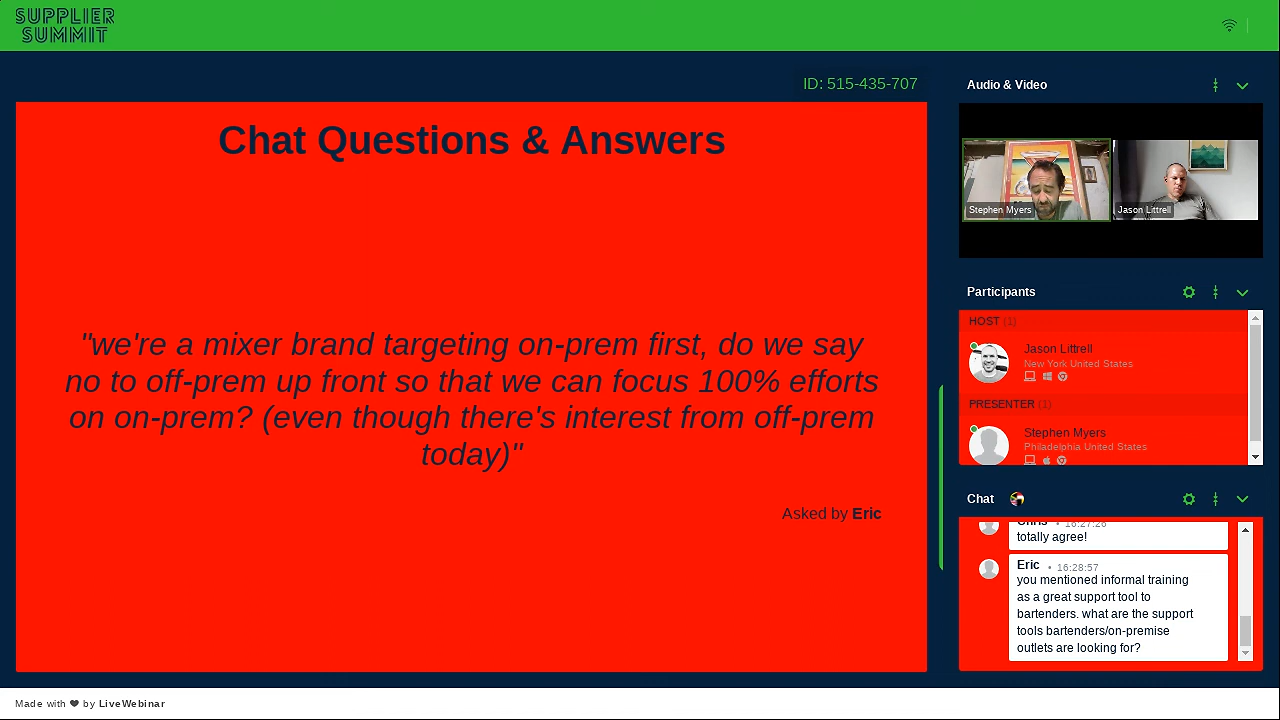 SUPPLIER
SUMMIT
ID: 515-435-707
Chat Questions & Answers
"we're a mixer brand targeting on-prem first, do we say
no to off-prem up front so that we can focus 100% efforts
on on-prem? (even though there's interest from off-prem
today)"
Asked by Eric
Audio & Video
Stephen Myers
Jason Littrell
Participants
HOST (1)
Jason Littrell
New York United States
PRESENTER (1)
Stephen Myers
Philadelphia United States
Chat
Chris • 16:27:26
totally agree!
Eric • 16:28:57
you mentioned informal training
as a great support tool to
bartenders. what are the support
tools bartenders/on-premise
outlets are looking for?
Made with ❤ by LiveWebinar